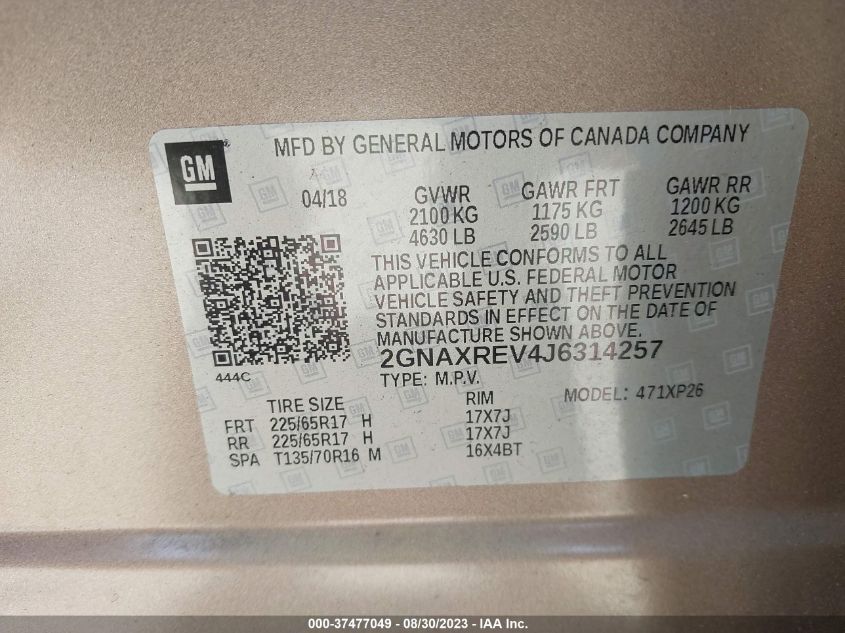 GM
MFD BY GENERAL MOTORS OF CANADA COMPANY
04/18 GVWR GAWR FRT GAWR RR
2100 KG 1175 KG 1200 KG
4630 LB 2590 LB 2645 LB
THIS VEHICLE CONFORMS TO ALL
APPLICABLE U.S. FEDERAL MOTOR
VEHICLE SAFETY AND THEFT PREVENTION
STANDARDS IN EFFECT ON THE DATE OF
MANUFACTURE SHOWN ABOVE.
2GNAXREV4J6314257
444C TYPE: M.P.V. MODEL: 471XP26
TIRE SIZE RIM
FRT 225/65R17 H 17X7J
RR 225/65R17 H 17X7J
SPA T135/70R16 M 16X4BT
000-37477049 - 08/30/2023 - IAA Inc.